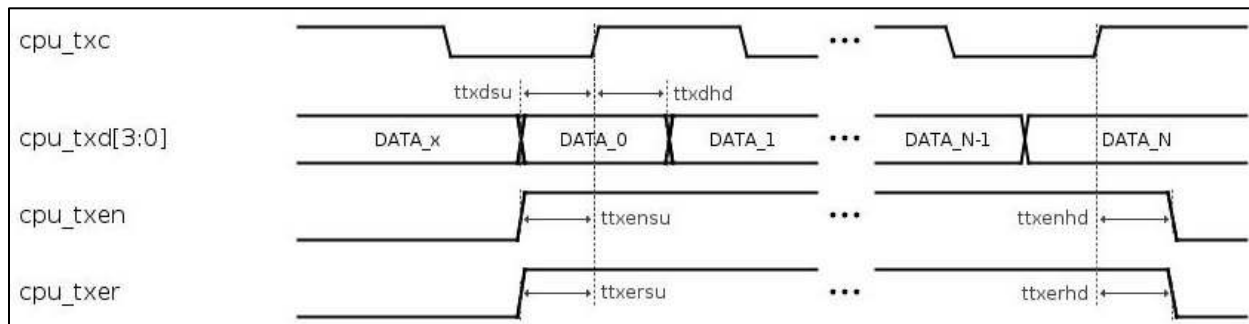 cpu_txc
ttxdsu ttxdhd
cpu_txd[3:0] DATA_x DATA_0 DATA_1 DATA_N-1 DATA_N
cpu_txen ttxensu ttxenhd
cpu_txer ttxersu ttxerhd